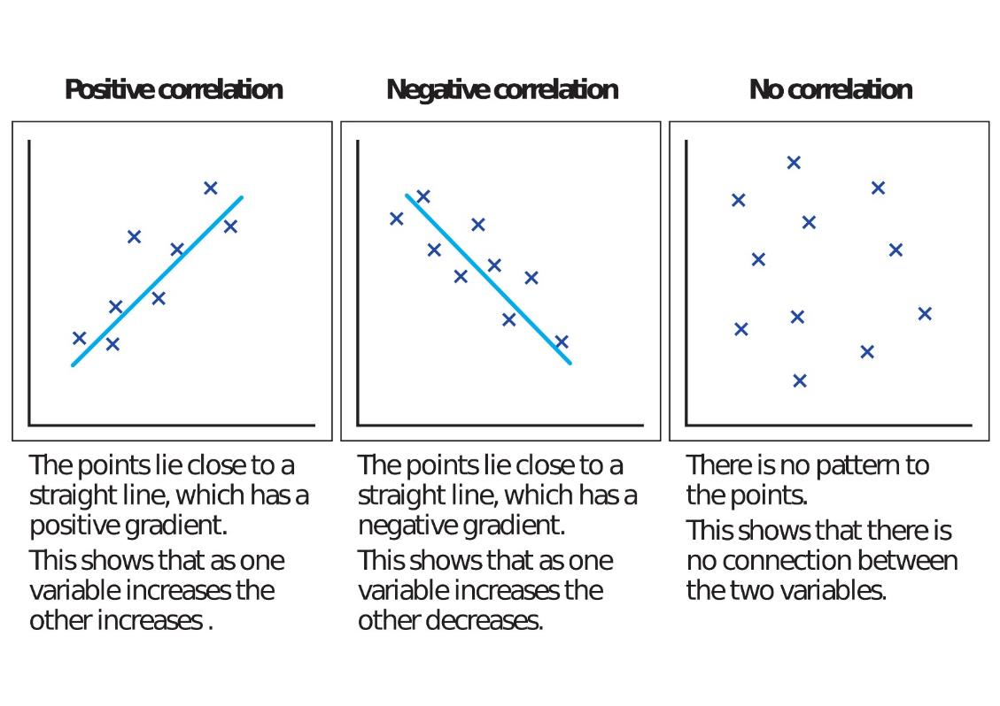 Positive correlation
Negative correlation
No correlation
The points lie close to a
straight line, which has a
positive gradient.
This shows that as one
variable increases the
other increases .
The points lie close to a
straight line, which has a
negative gradient.
This shows that as one
variable increases the
other decreases.
There is no pattern to
the points.
This shows that there is
no connection between
the two variables.